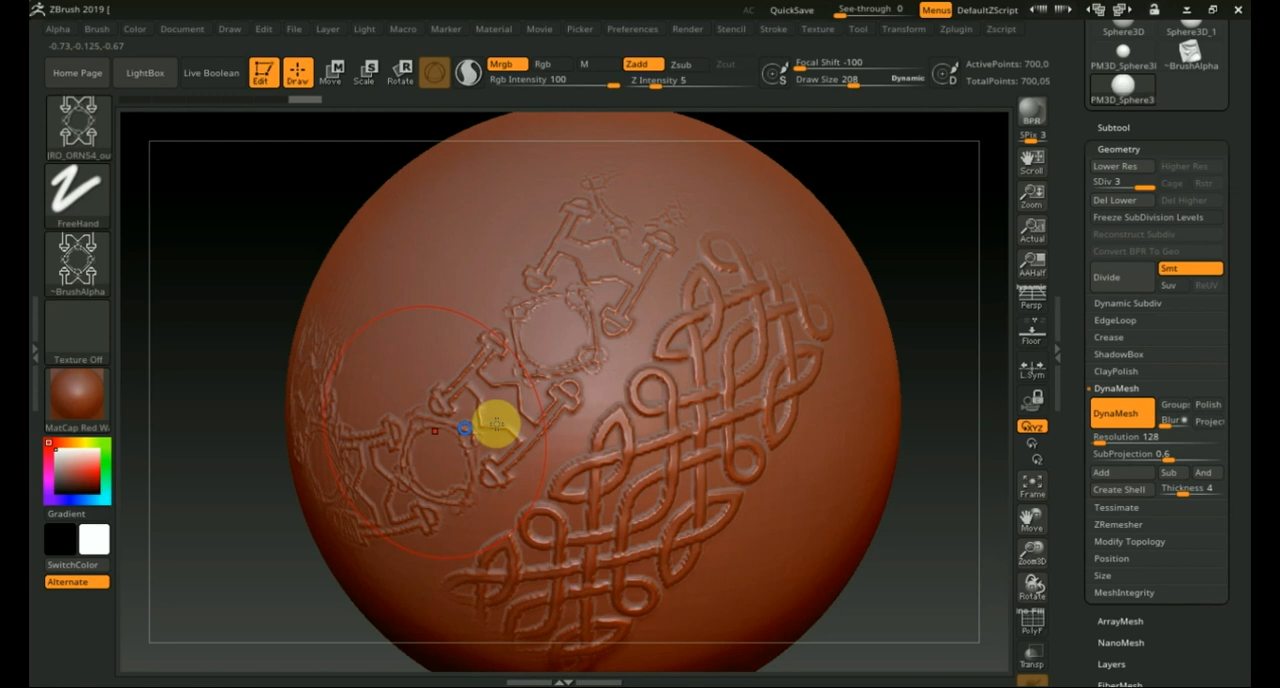 ZBrush 2019 [
AC QuickSave See-through 0 Menus DefaultZScript
Alpha Brush Color Document Draw Edit File Layer Light Macro Marker Material Movie Picker Preferences Render Stencil Stroke Texture Tool Transform Zplugin Zscript
-0.73,-0.125,-0.67
Home Page LightBox Live Boolean Edit Draw Move Scale Rotate
Mrgb Rgb M Zadd Zsub Zcut
Rgb Intensity 100 Z Intensity 5
Focal Shift -100
Draw Size 208 Dynamic
S D
ActivePoints: 700,0
TotalPoints: 700,05
JRO_ORN54_ou
FreeHand
~BrushAlpha
Texture Off
MatCap Red W
Gradient
SwitchColor
Alternate
BPR
SPix 3
Scroll
Zoom
Actual
AAHalf
Persp
Floor
L.Sym
XYZ
Frame
Move
Zoom3D
Rotate
PolyF
Transp
Sphere3D Sphere3D_1
PM3D_Sphere3I ~BrushAlpha
PM3D_Sphere3
Subtool
Geometry
Lower Res Higher Res
SDiv 3 Cage Rstr
Del Lower Del Higher
Freeze SubDivision Levels
Reconstruct Subdiv
Convert BPR To Geo
Divide Smt
Suv ReUV
Dynamic Subdiv
EdgeLoop
Crease
ShadowBox
ClayPolish
DynaMesh
DynaMesh Groups Polish
Blur Project
Resolution 128
SubProjection 0.6
Add Sub And
Create Shell Thickness 4
Tessimate
ZRemesher
Modify Topology
Position
Size
MeshIntegrity
ArrayMesh
NanoMesh
Layers
FiberMesh